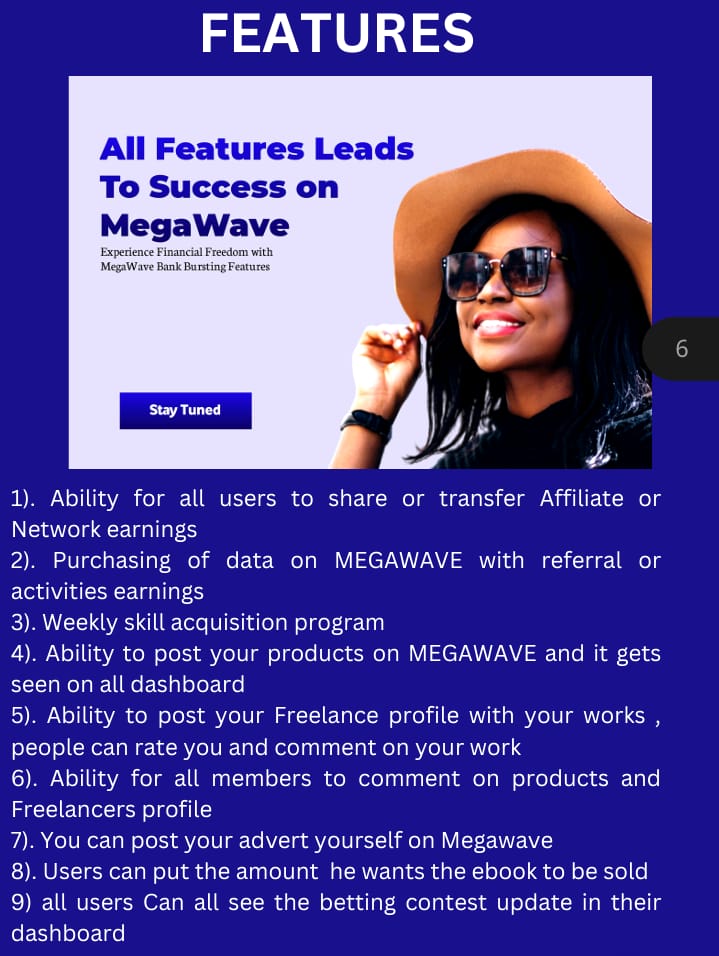 FEATURES
All Features Leads
To Success on
MegaWave
Experience Financial Freedom with
MegaWave Bank Bursting Features
6
Stay Tuned
1). Ability for all users to share or transfer Affiliate or
Network earnings
2). Purchasing of data on MEGAWAVE with referral or
activities earnings
3). Weekly skill acquisition program
4). Ability to post your products on MEGAWAVE and it gets
seen on all dashboard
5). Ability to post your Freelance profile with your works ,
people can rate you and comment on your work
6). Ability for all members to comment on products and
Freelancers profile
7). You can post your advert yourself on Megawave
8). Users can put the amount  he wants the ebook to be sold
9) all users Can all see the betting contest update in their
dashboard